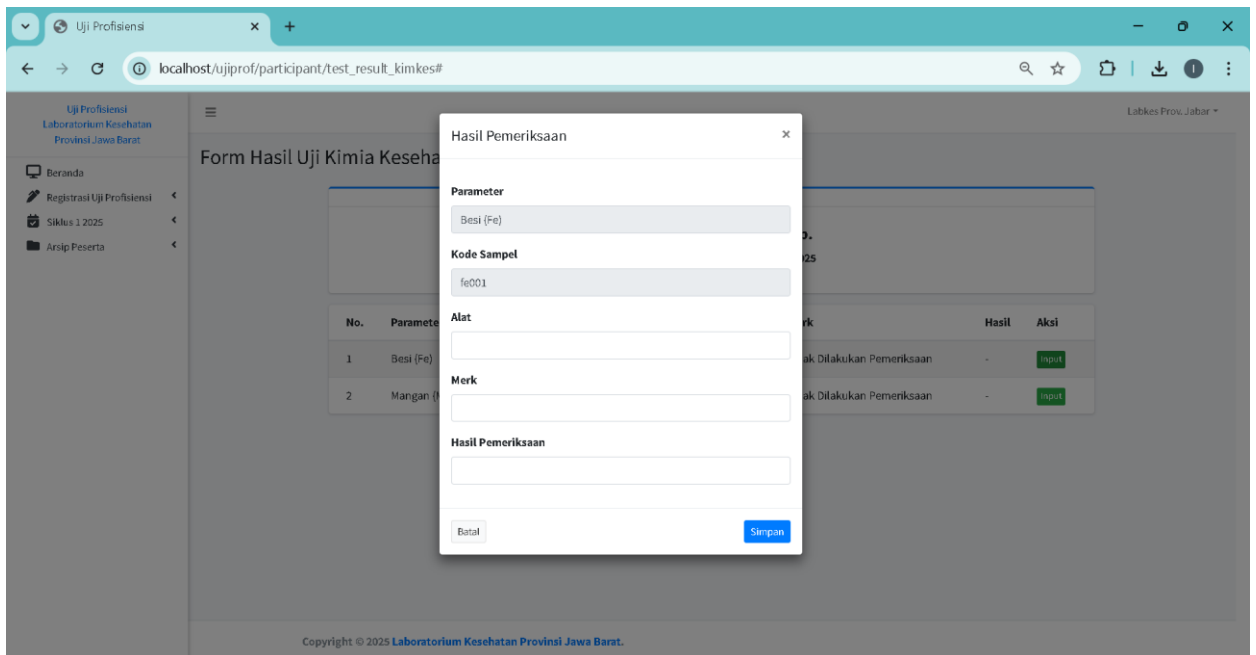 Uji Profisiensi
localhost/ujiprof/participant/test_result_kimkes#
Uji Profisiensi
Laboratorium Kesehatan
Provinsi Jawa Barat
Labkes Prov. Jabar
Beranda
Registrasi Uji Profisiensi
Siklus 1 2025
Arsip Peserta
Form Hasil Uji Kimia Keseha
Hasil Pemeriksaan
Parameter
Besi (Fe)
Kode Sampel
fe001
Alat
Merk
Hasil Pemeriksaan
Batal
Simpan
No. Paramete rk Hasil Aksi
1 Besi (Fe) ak Dilakukan Pemeriksaan - Input
2 Mangan ( ak Dilakukan Pemeriksaan - Input
Copyright © 2025 Laboratorium Kesehatan Provinsi Jawa Barat.